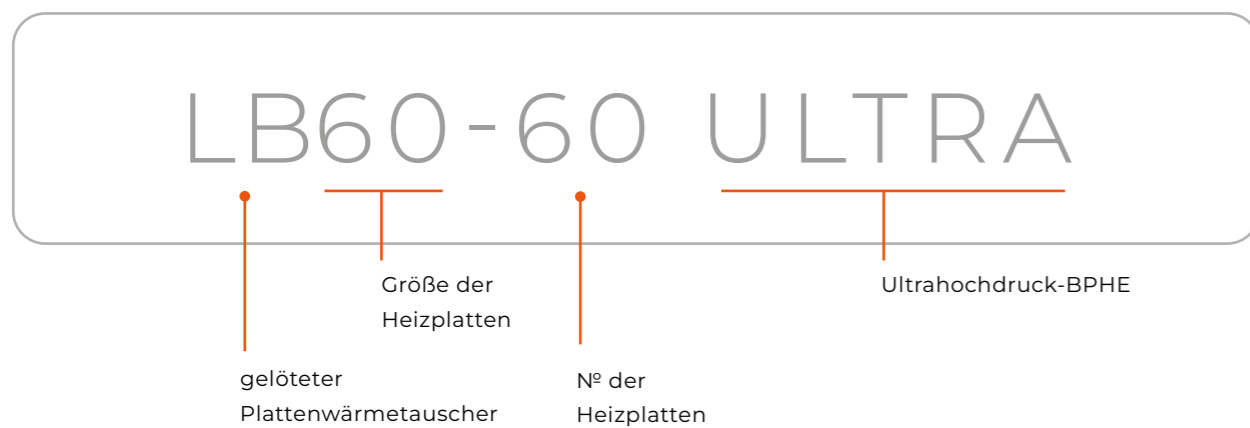 LB60-60 ULTRA
Größe der
Heizplatten
Ultrahochdruck-BPHE
gelöteter
Plattenwärmetauscher
Nº der
Heizplatten